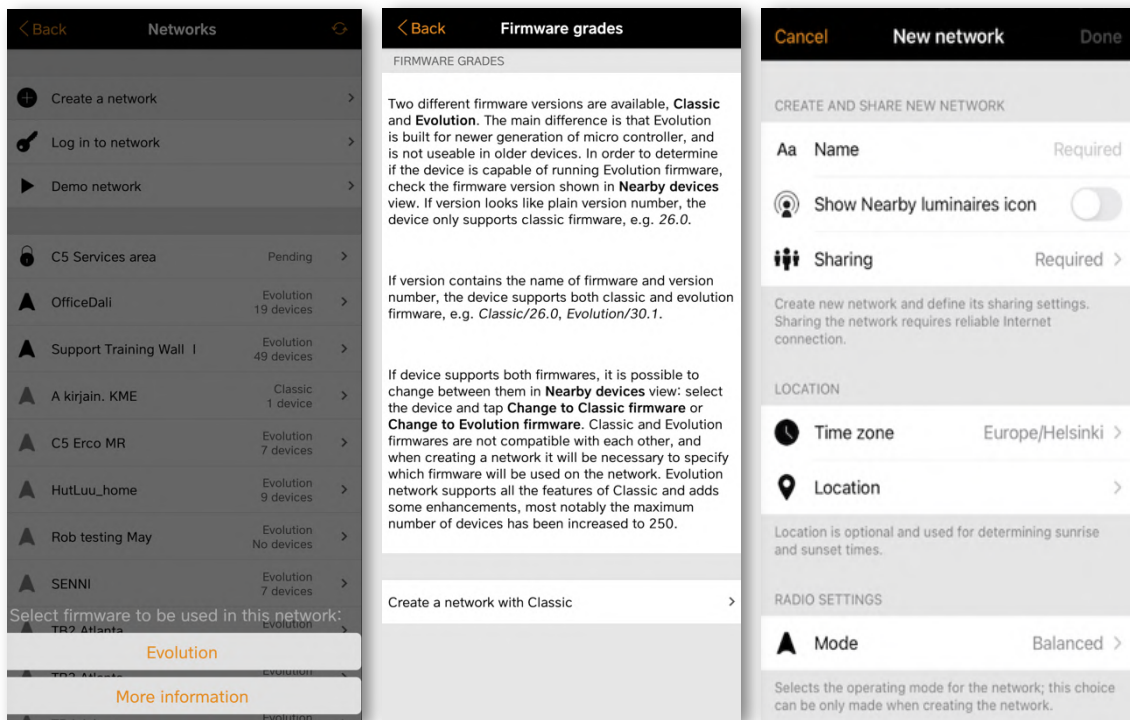 Back
Networks
Create a network
Log in to network
Demo network
C5 Services area
Pending
OfficeDali
Evolution
19 devices
Support Training Wall I
Evolution
49 devices
A kirjain. KME
Classic
1 device
C5 Erco MR
Evolution
7 devices
HutLuu_home
Evolution
9 devices
Rob testing May
Evolution
No devices
SENNI
Evolution
7 devices
Select firmware to be used in this network:
TB2 Atlanta
Evolution
Evolution
TB2 Atlanta
Evolution
More information
Evolution
Back
Firmware grades
FIRMWARE GRADES
Two different firmware versions are available, Classic
and Evolution. The main difference is that Evolution
is built for newer generation of micro controller, and
is not useable in older devices. In order to determine
if the device is capable of running Evolution firmware,
check the firmware version shown in Nearby devices
view. If version looks like plain version number, the
device only supports classic firmware, e.g. 26.0.
If version contains the name of firmware and version
number, the device supports both classic and evolution
firmware, e.g. Classic/26.0, Evolution/30.1.
If device supports both firmwares, it is possible to
change between them in Nearby devices view: select
the device and tap Change to Classic firmware or
Change to Evolution firmware. Classic and Evolution
firmwares are not compatible with each other, and
when creating a network it will be necessary to specify
which firmware will be used on the network. Evolution
network supports all the features of Classic and adds
some enhancements, most notably the maximum
number of devices has been increased to 250.
Create a network with Classic
Cancel
New network
Done
CREATE AND SHARE NEW NETWORK
Aa Name
Required
Show Nearby luminaires icon
Sharing
Required
Create new network and define its sharing settings.
Sharing the network requires reliable Internet
connection.
LOCATION
Time zone
Europe/Helsinki
Location
Location is optional and used for determining sunrise
and sunset times.
RADIO SETTINGS
Mode
Balanced
Selects the operating mode for the network; this choice
can be only made when creating the network.